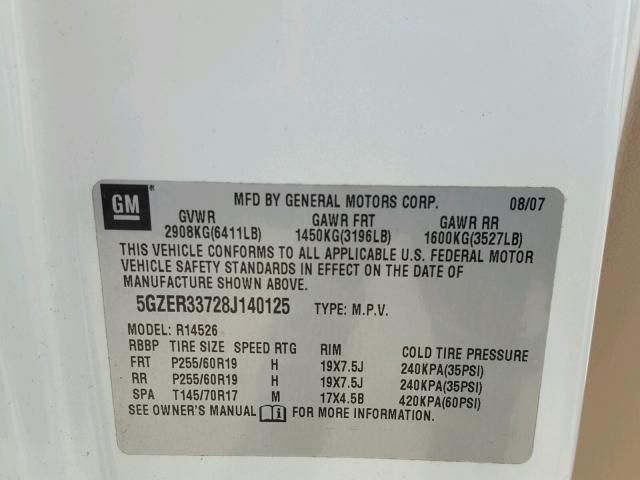 GM
®
MFD BY GENERAL MOTORS CORP. 08/07
GVWR GAWR FRT GAWR RR
2908KG(6411LB) 1450KG(3196LB) 1600KG(3527LB)
THIS VEHICLE CONFORMS TO ALL APPLICABLE U.S. FEDERAL MOTOR
VEHICLE SAFETY STANDARDS IN EFFECT ON THE DATE OF
MANUFACTURE SHOWN ABOVE.
5GZER33728J140125 TYPE: M.P.V.
MODEL: R14526
RBBP TIRE SIZE SPEED RTG RIM COLD TIRE PRESSURE
FRT P255/60R19 H 19X7.5J 240KPA(35PSI)
RR P255/60R19 H 19X7.5J 240KPA(35PSI)
SPA T145/70R17 M 17X4.5B 420KPA(60PSI)
SEE OWNER'S MANUAL i FOR MORE INFORMATION.